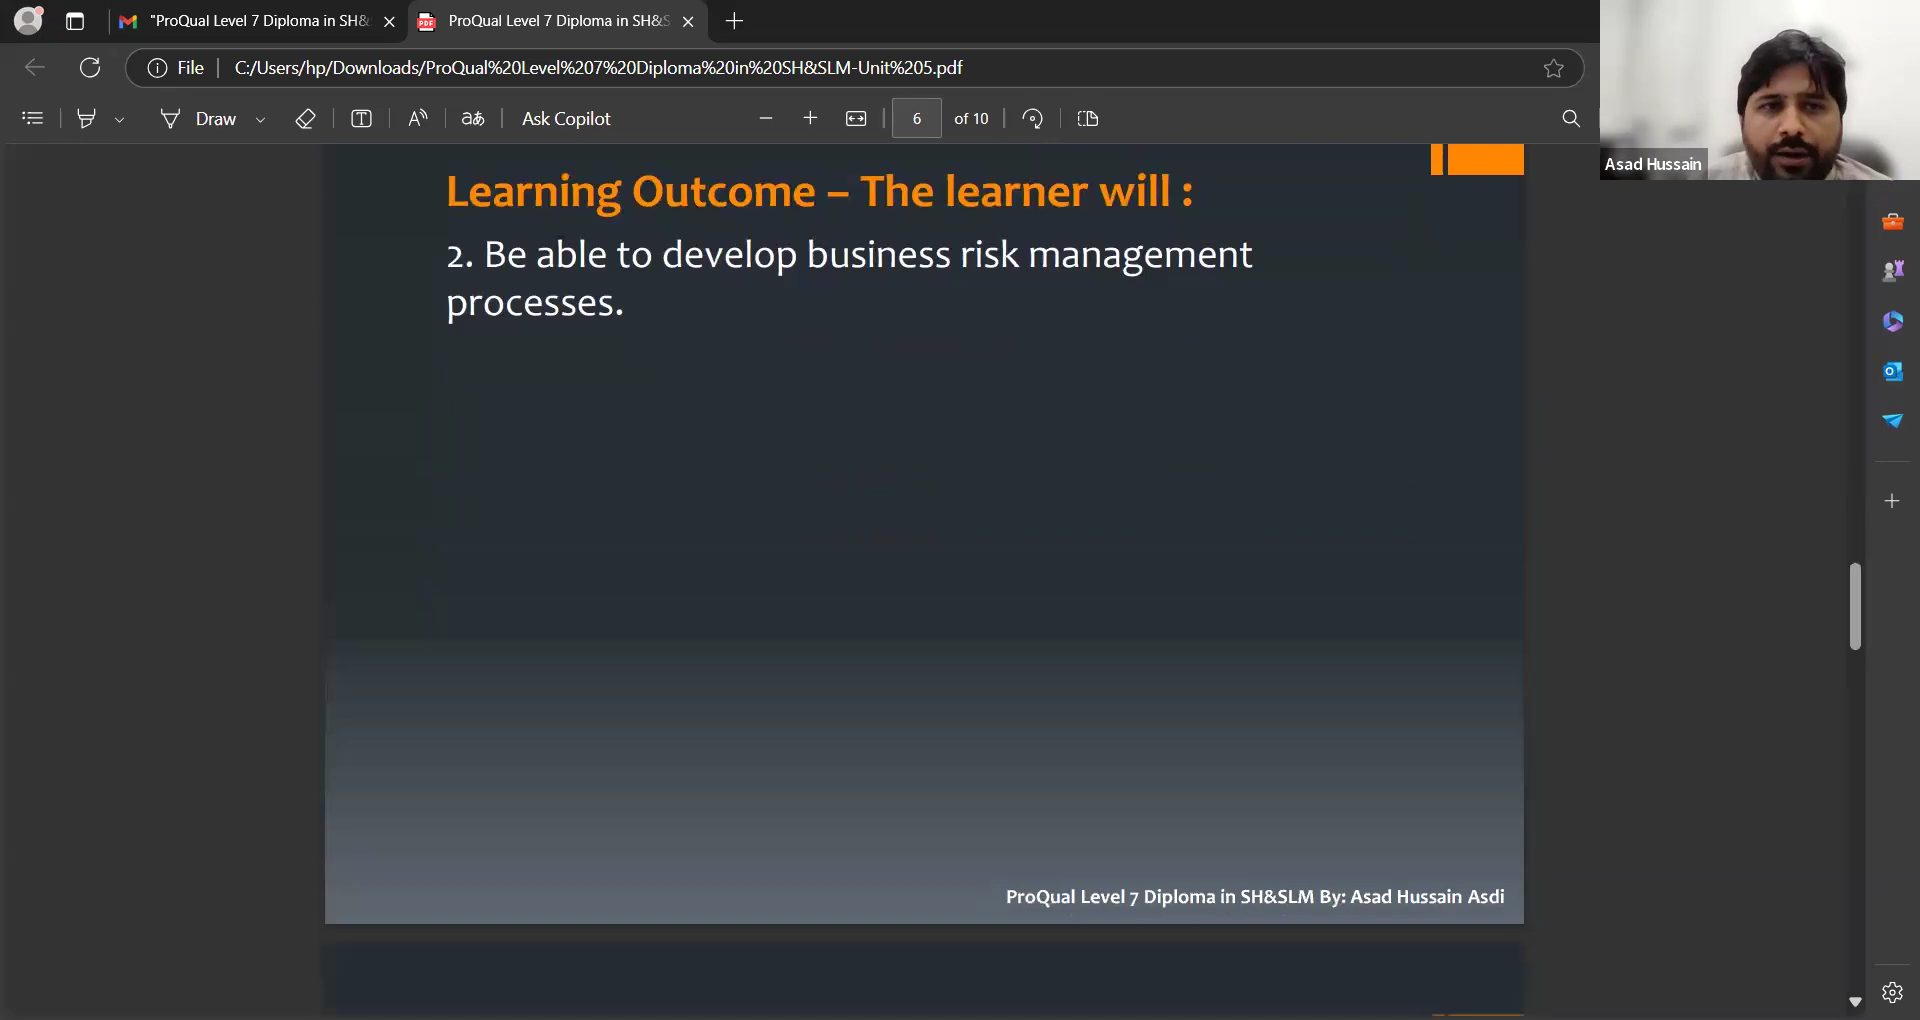 "ProQual Level 7 Diploma in SH&
ProQual Level 7 Diploma in SH&S
File
C:/Users/hp/Downloads/ProQual%20Level%207%20Diploma%20in%20SH&SLM-Unit%205.pdf
Draw
Ask Copilot
6 of 10
Asad Hussain
Learning Outcome – The learner will :
2. Be able to develop business risk management
processes.
ProQual Level 7 Diploma in SH&SLM By: Asad Hussain Asdi